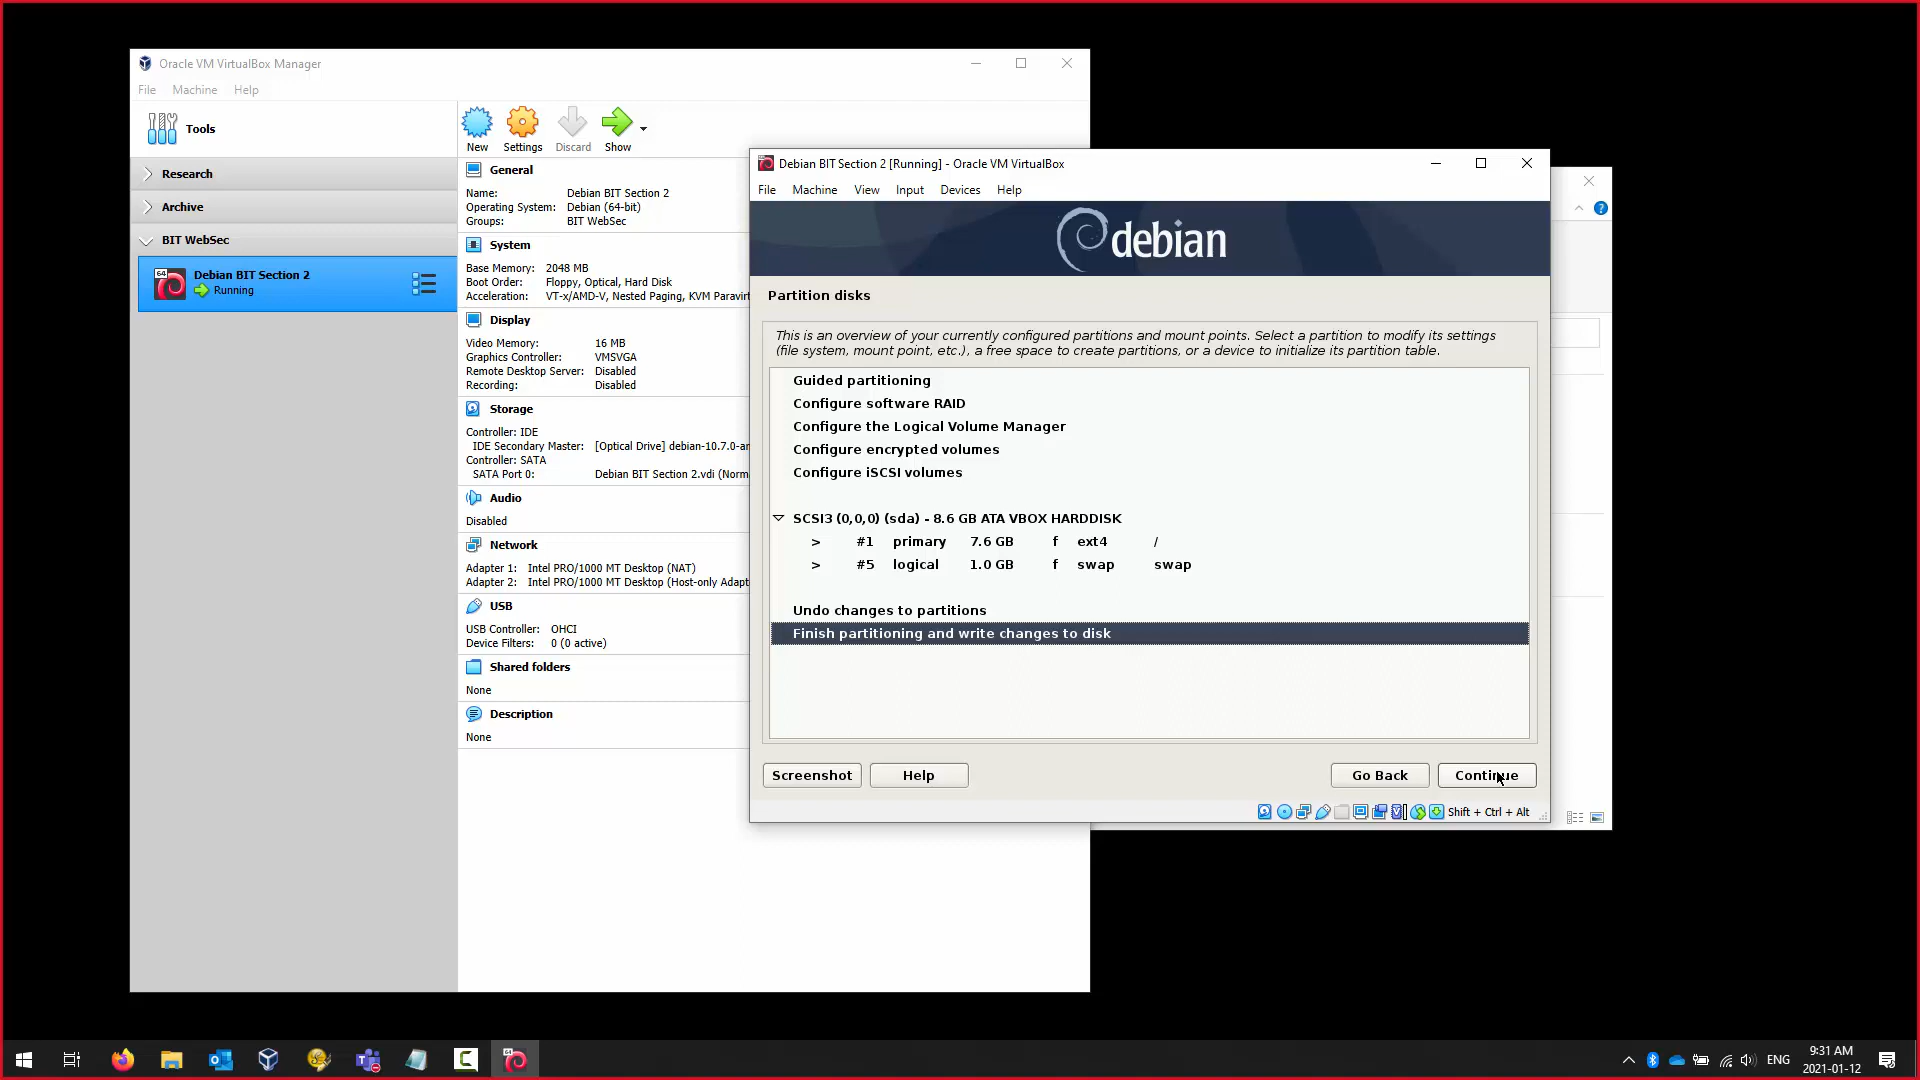 Oracle VM VirtualBox Manager
File Machine Help
Tools
Research
Archive
BIT WebSec
64
Debian BIT Section 2
Running
New Settings Discard Show
General
Name: Debian BIT Section 2
Operating System: Debian (64-bit)
Groups: BIT WebSec
System
Base Memory: 2048 MB
Boot Order: Floppy, Optical, Hard Disk
Acceleration: VT-x/AMD-V, Nested Paging, KVM Paravirt
Display
Video Memory: 16 MB
Graphics Controller: VMSVGA
Remote Desktop Server: Disabled
Recording: Disabled
Storage
Controller: IDE
IDE Secondary Master: [Optical Drive] debian-10.7.0-a
Controller: SATA
SATA Port 0: Debian BIT Section 2.vdi (Norm
Audio
Disabled
Network
Adapter 1: Intel PRO/1000 MT Desktop (NAT)
Adapter 2: Intel PRO/1000 MT Desktop (Host-only Adapt
USB
USB Controller: OHCI
Device Filters: 0 (0 active)
Shared folders
None
Description
None
Debian BIT Section 2 [Running] - Oracle VM VirtualBox
File Machine View Input Devices Help
debian
Partition disks
This is an overview of your currently configured partitions and mount points. Select a partition to modify its settings
(file system, mount point, etc.), a free space to create partitions, or a device to initialize its partition table.
Guided partitioning
Configure software RAID
Configure the Logical Volume Manager
Configure encrypted volumes
Configure iSCSI volumes
SCSI3 (0,0,0) (sda) - 8.6 GB ATA VBOX HARDDISK
> #1 primary 7.6 GB f ext4 /
> #5 logical 1.0 GB f swap swap
Undo changes to partitions
Finish partitioning and write changes to disk
Screenshot Help Go Back Continue
Shift + Ctrl + Alt
ENG
9:31 AM
2021-01-12